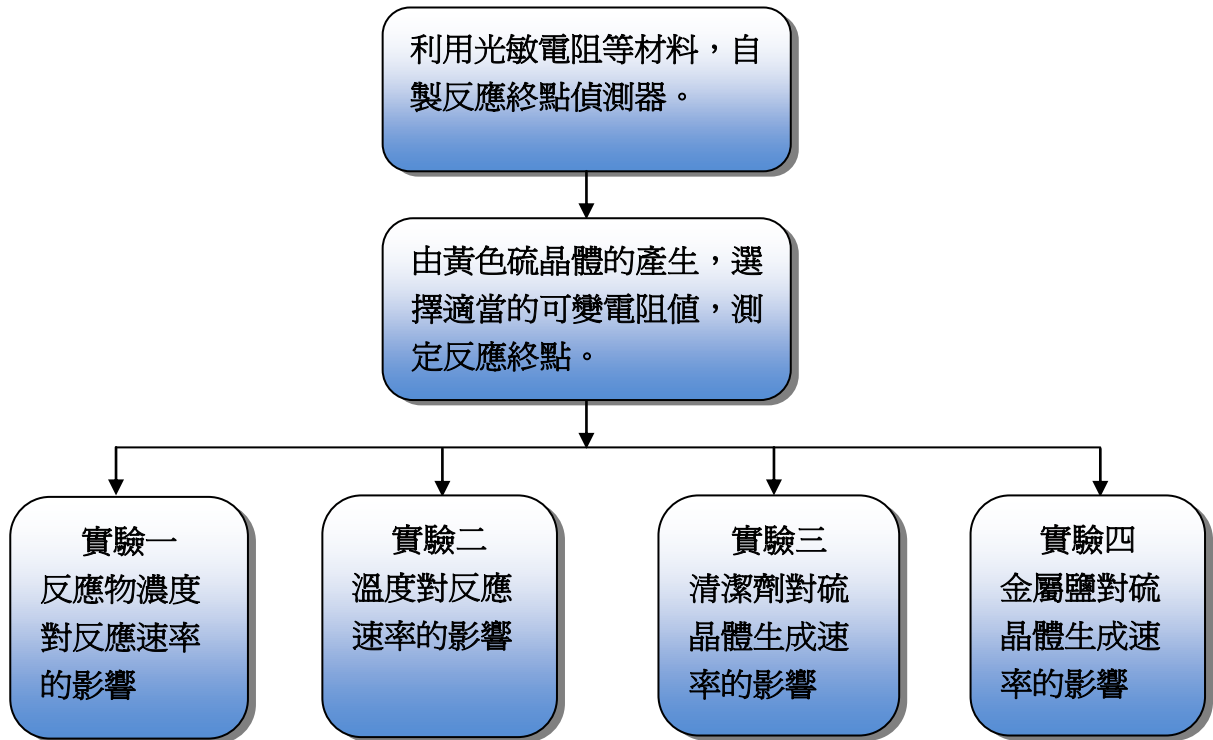 利用光敏電阻等材料，自
製反應終點偵測器。
由黃色硫晶體的產生，選
擇適當的可變電阻值，測
定反應終點。
實驗一
反應物濃度
對反應速率
的影響
實驗二
溫度對反應
速率的影響
實驗三
清潔劑對硫
晶體生成速
率的影響
實驗四
金屬鹽對硫
晶體生成速
率的影響